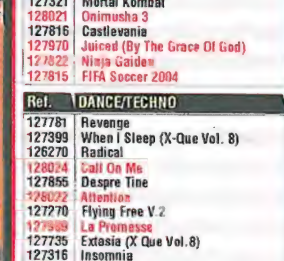 127321 Mortal Kombat
128021 Onimusha 3
127816 Castlevania
127970 Juiced (By The Grace Of God)
127822 Ninja Gaiden
127815 FIFA Soccer 2004
Ref. DANCE/TECHNO
127781 Revenge
127399 When I Sleep (X-Que Vol. 8)
126270 Radical
128024 Call On Me
127855 Despre Tine
128022 Attention
127270 Flying Free V.2
La Promesse
127735 Extasia (X Que Vol.8)
127316 Insomnia